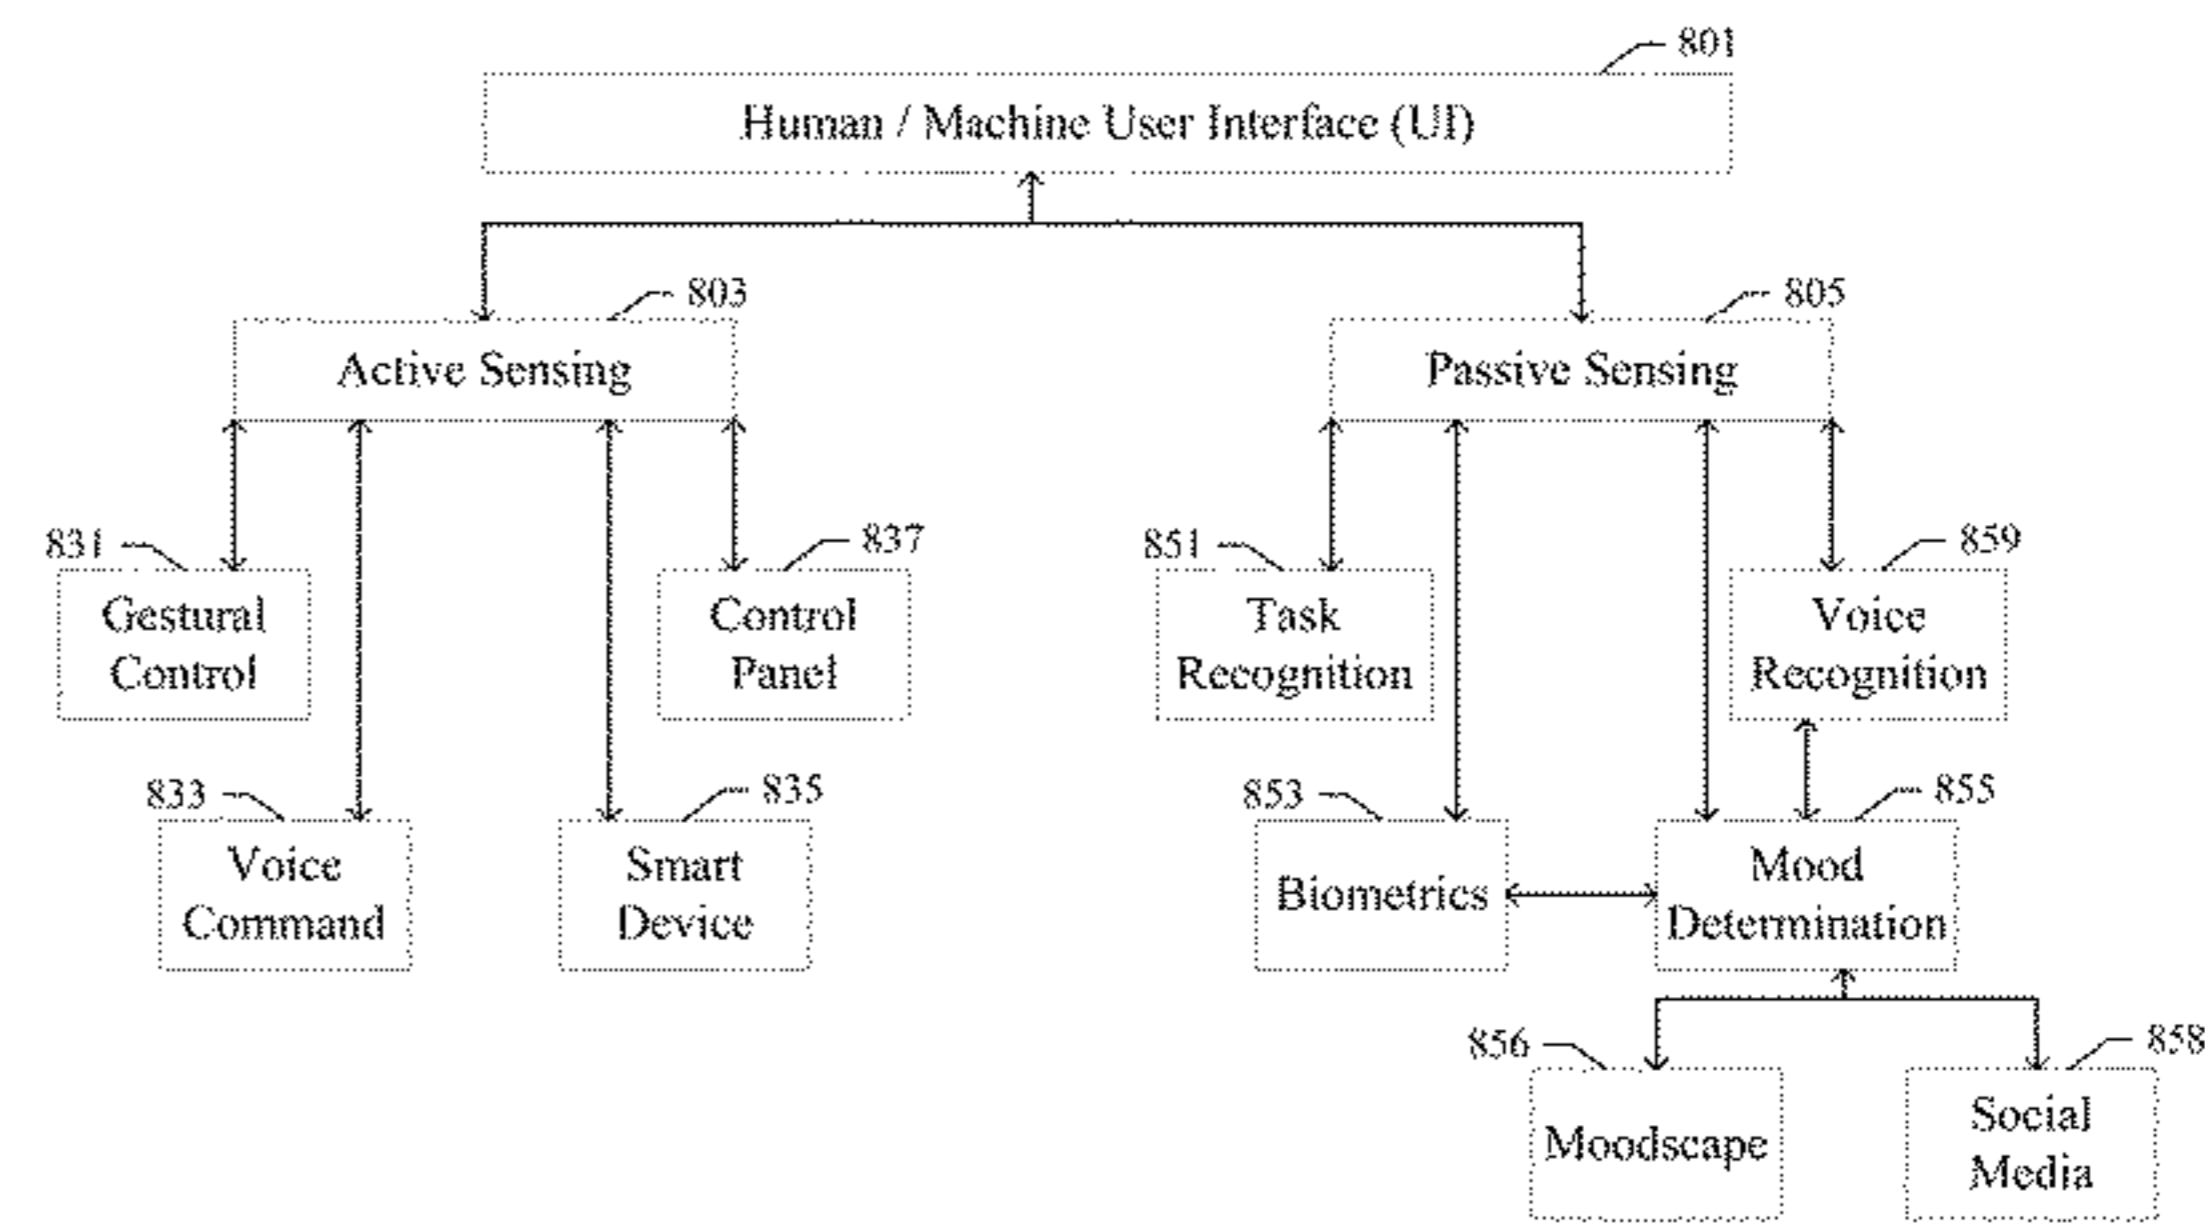 801
Human / Machine User Interface (UI)
803
Active Sensing
805
Passive Sensing
831
Gestural
Control
837
Control
Panel
851
Task
Recognition
859
Voice
Recognition
833
Voice
Command
835
Smart
Device
853
Biometrics
855
Mood
Determination
856
Moodscape
858
Social
Media